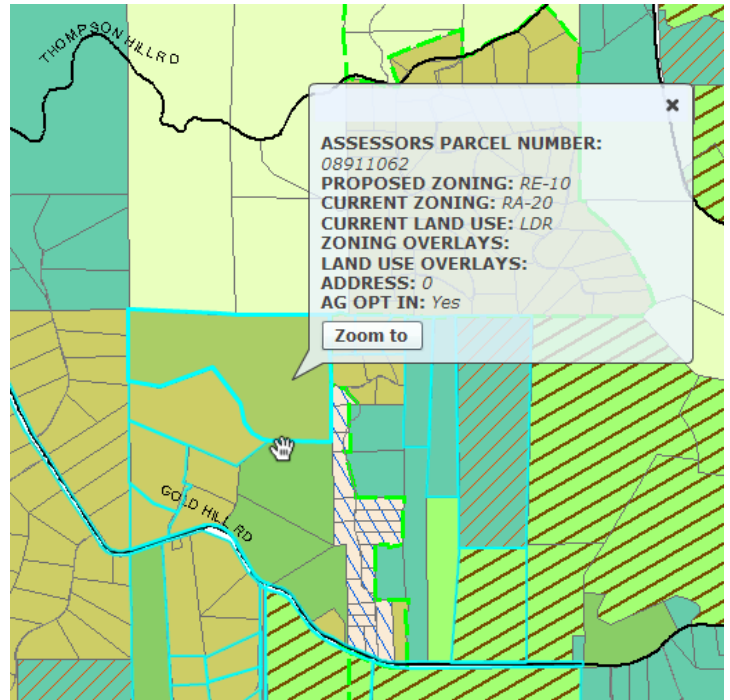 THOMPSON HILL RD
×
ASSESSORS PARCEL NUMBER:
08911062
PROPOSED ZONING: RE-10
CURRENT ZONING: RA-20
CURRENT LAND USE: LDR
ZONING OVERLAYS:
LAND USE OVERLAYS:
ADDRESS: 0
AG OPT IN: Yes
Zoom to
GOLD HILL RD